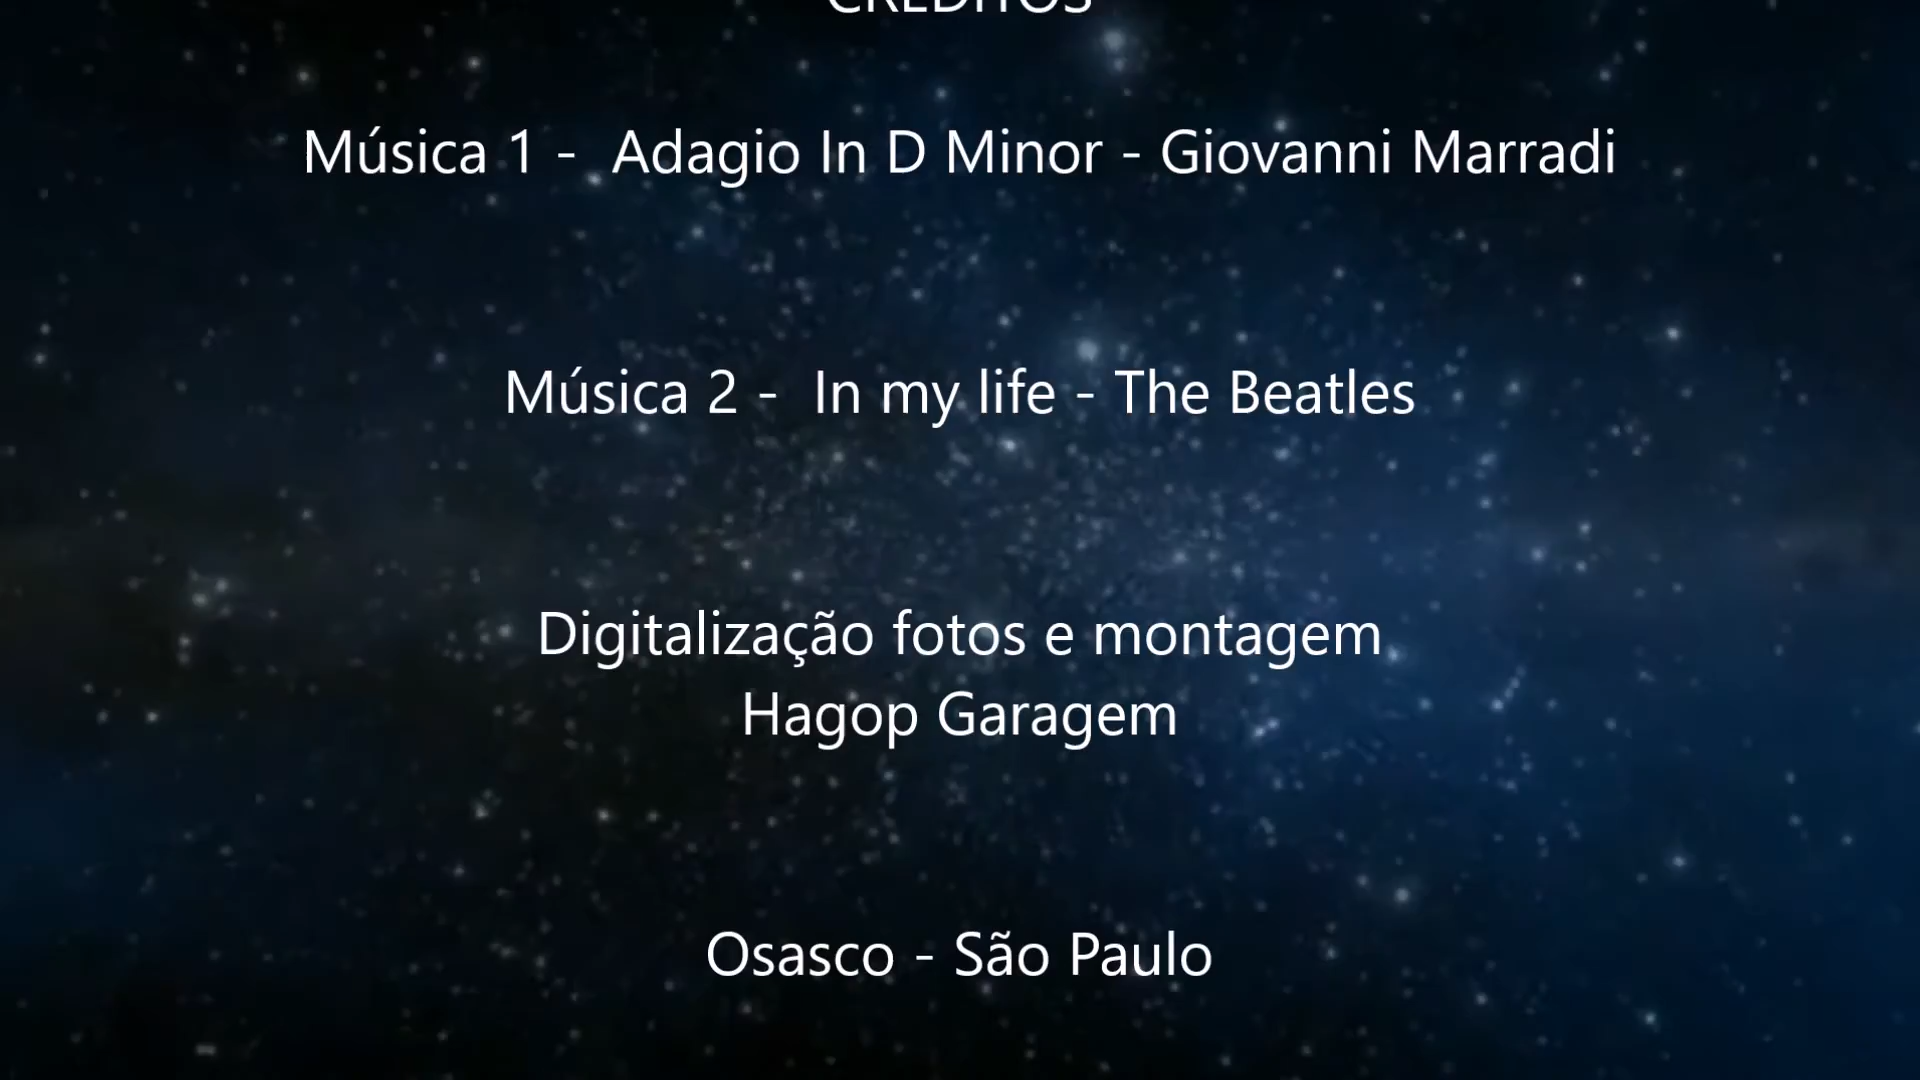 CRÉDITOS
Música 1 -  Adagio In D Minor - Giovanni Marradi
Música 2 -  In my life - The Beatles
Digitalização fotos e montagem
Hagop Garagem
Osasco - São Paulo